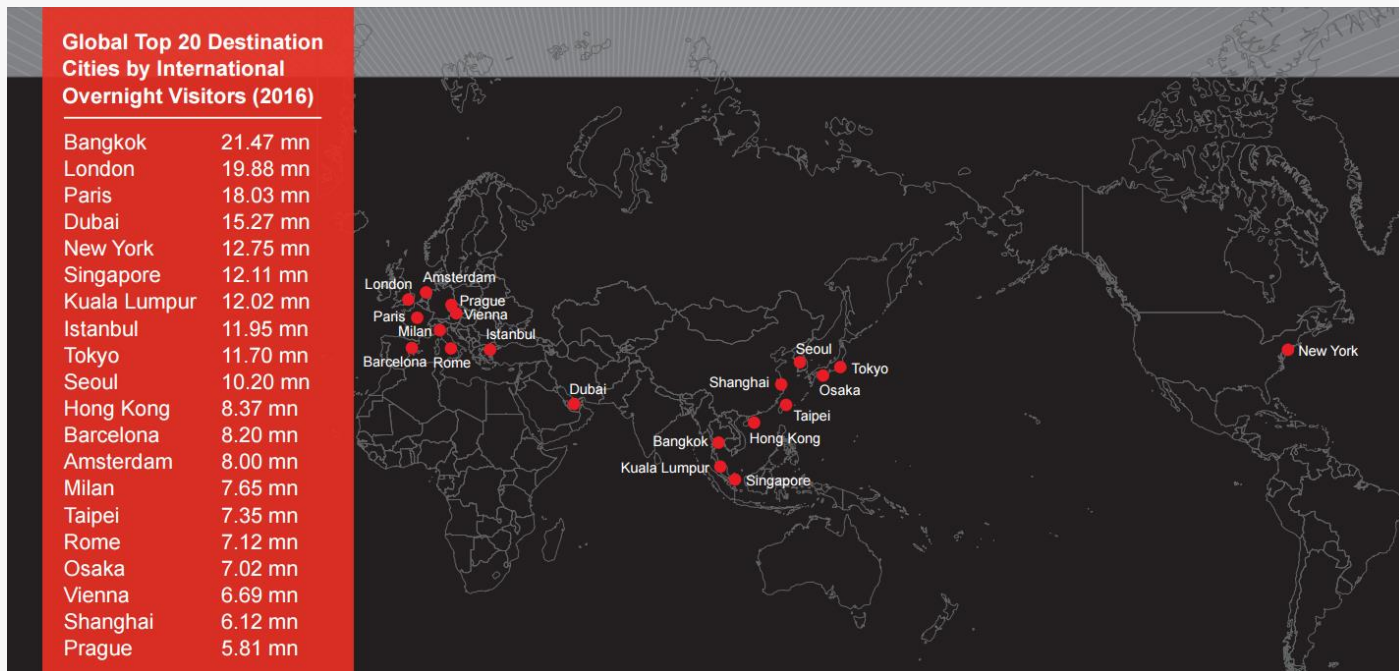 Global Top 20 Destination
Cities by International
Overnight Visitors (2016)
Bangkok 21.47 mn
London 19.88 mn
Paris 18.03 mn
Dubai 15.27 mn
New York 12.75 mn
Singapore 12.11 mn
Kuala Lumpur 12.02 mn
Istanbul 11.95 mn
Tokyo 11.70 mn
Seoul 10.20 mn
Hong Kong 8.37 mn
Barcelona 8.20 mn
Amsterdam 8.00 mn
Milan 7.65 mn
Taipei 7.35 mn
Rome 7.12 mn
Osaka 7.02 mn
Vienna 6.69 mn
Shanghai 6.12 mn
Prague 5.81 mn
London
Amsterdam
Prague
Vienna
Paris
Milan
Istanbul
Barcelona
Rome
Dubai
Seoul
Tokyo
Osaka
Shanghai
Taipei
Hong Kong
Bangkok
Kuala Lumpur
Singapore
New York